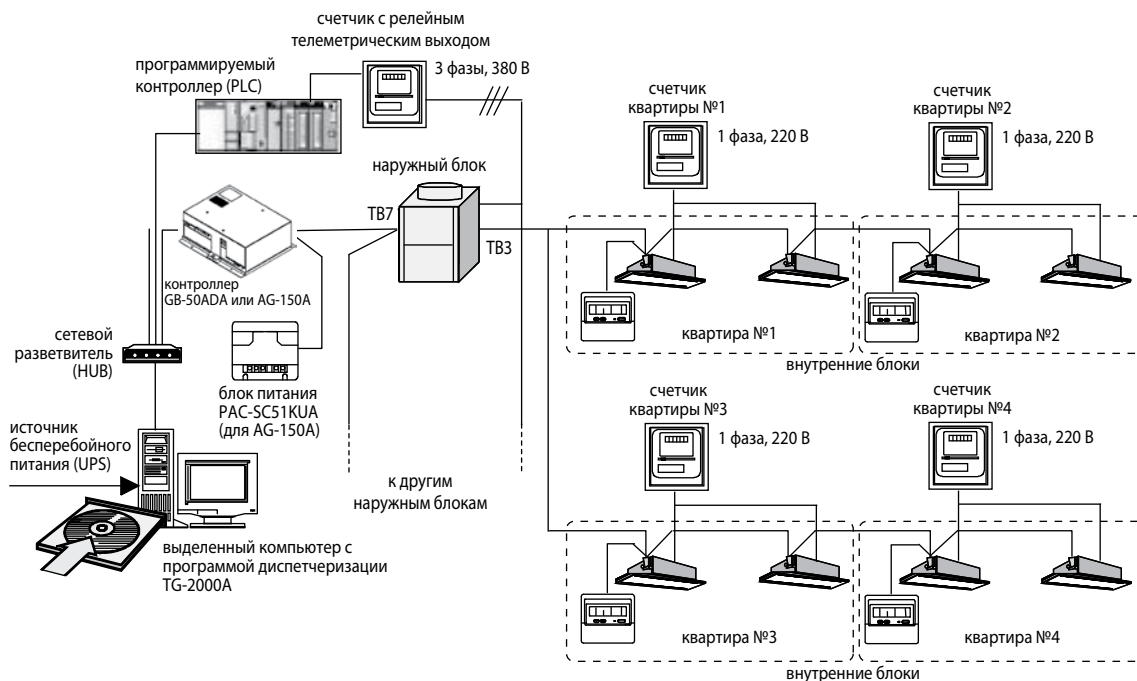 счетчик с релейным
телеметрическим выходом
3 фазы, 380 В
программируемый
контроллер (PLC)
наружный блок
TB7
TB3
контроллер
GB-50ADA или AG-150A
сетевой
разветвитель
(HUB)
блок питания
PAC-SC51KUA
(для AG-150A)
источник
бесперебойного
питания (UPS)
к другим
наружным блокам
выделенный компьютер с
программой диспетчеризации
TG-2000A
счетчик
квартиры №1
1 фаза, 220 В
счетчик
квартиры №2
1 фаза, 220 В
квартира №1
квартира №2
внутренние блоки
счетчик
квартиры №3
1 фаза, 220 В
счетчик
квартиры №4
1 фаза, 220 В
квартира №3
квартира №4
внутренние блоки